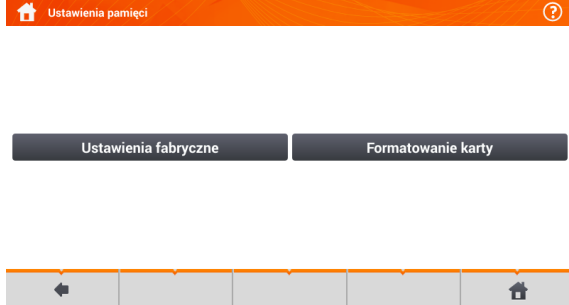 Ustawienia pamięci
Ustawienia fabryczne
Formatowanie karty